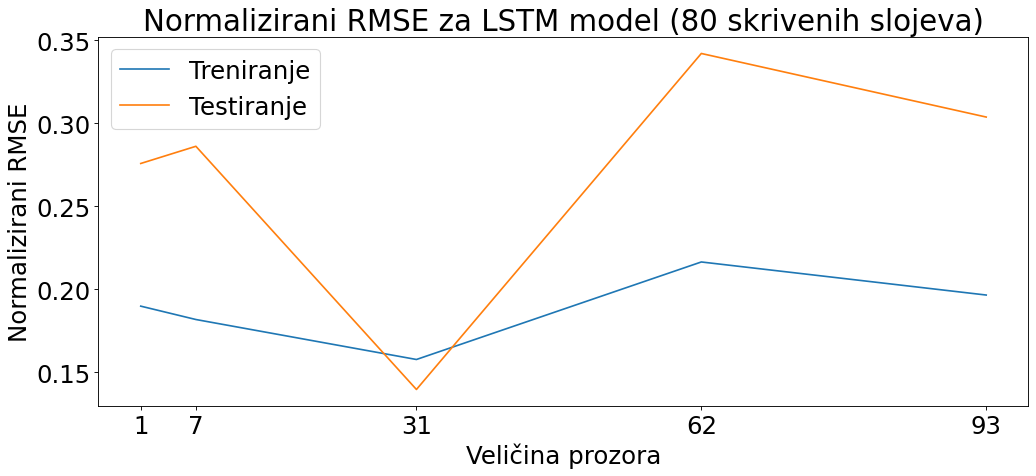 Normalizirani RMSE za LSTM model (80 skrivenih slojeva)
0.35
0.30
0.25
0.20
0.15
Normalizirani RMSE
Treniranje
Testiranje
1 7 31 62 93
Veličina prozora